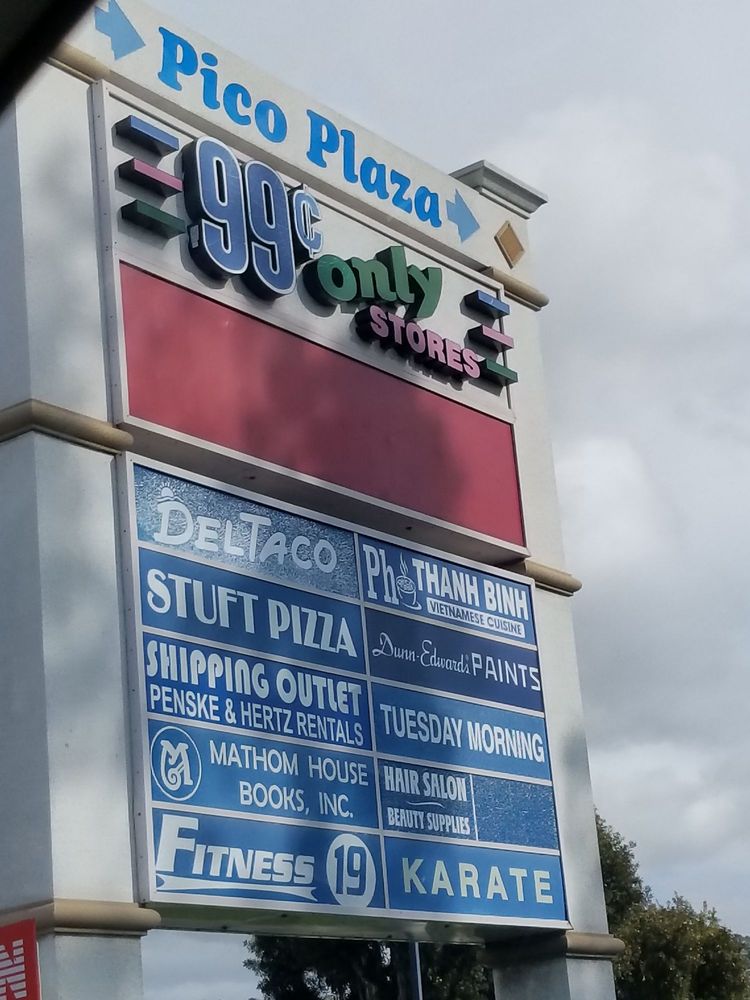 Pico Plaza
99¢
only
STORES
DELTACO
STUFT PIZZA
SHIPPING OUTLET
PENSKE & HERTZ RENTALS
MATHOM HOUSE
BOOKS, INC.
FITNESS 19
Pho THANH BINH
VIETNAMESE CUISINE
Dunn-Edwards PAINTS
TUESDAY MORNING
HAIR SALON
BEAUTY SUPPLIES
KARATE